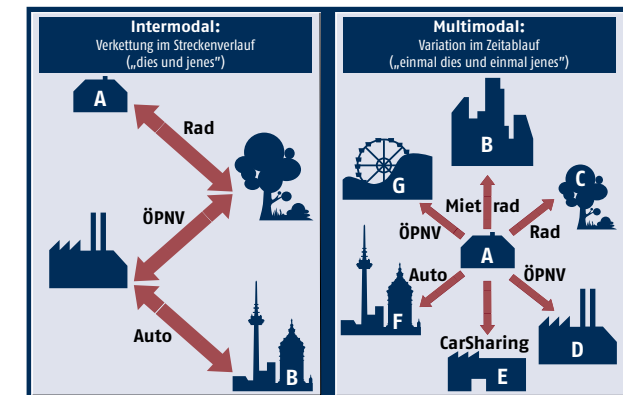 Intermodal:
Verkettung im Streckenverlauf
(„dies und jenes”)
A
Rad
ÖPNV
Auto
B
Multimodal:
Variation im Zeitablauf
(„einmal dies und einmal jenes”)
B
G
C
Miet rad
ÖPNV
Rad
A
Auto
ÖPNV
F
CarSharing
D
E